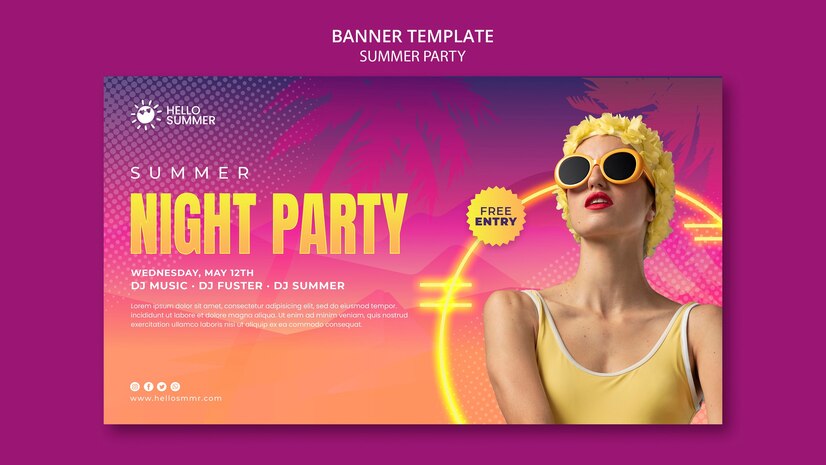 BANNER TEMPLATE
SUMMER PARTY
HELLO
SUMMER
SUMMER
NIGHT PARTY
FREE
ENTRY
WEDNESDAY, MAY 12TH
DJ MUSIC · DJ FUSTER · DJ SUMMER
Lorem ipsum dolor sit amet, consectetur adipisicing elit, sed do eiusmod tempor
incididunt ut labore et dolore magna aliqua. Ut enim ad minim veniam, quis nostrud
exercitation ullamco laboris nisi ut aliquip ex ea commodo consequat.
www.hellosmmr.com